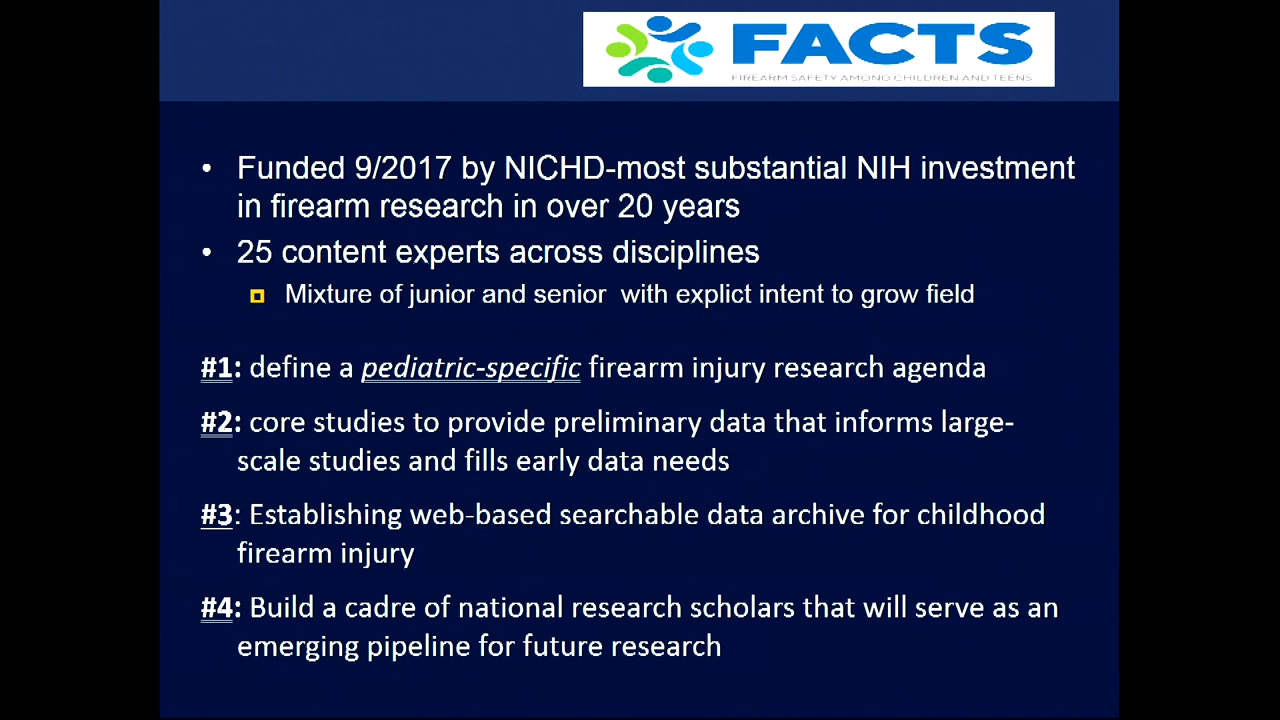 FACTS
FIREARM SAFETY AMONG CHILDREN AND TEENS
• Funded 9/2017 by NICHD-most substantial NIH investment
in firearm research in over 20 years
• 25 content experts across disciplines
Mixture of junior and senior with explict intent to grow field
#1: define a pediatric-specific firearm injury research agenda
#2: core studies to provide preliminary data that informs large-
scale studies and fills early data needs
#3: Establishing web-based searchable data archive for childhood
firearm injury
#4: Build a cadre of national research scholars that will serve as an
emerging pipeline for future research